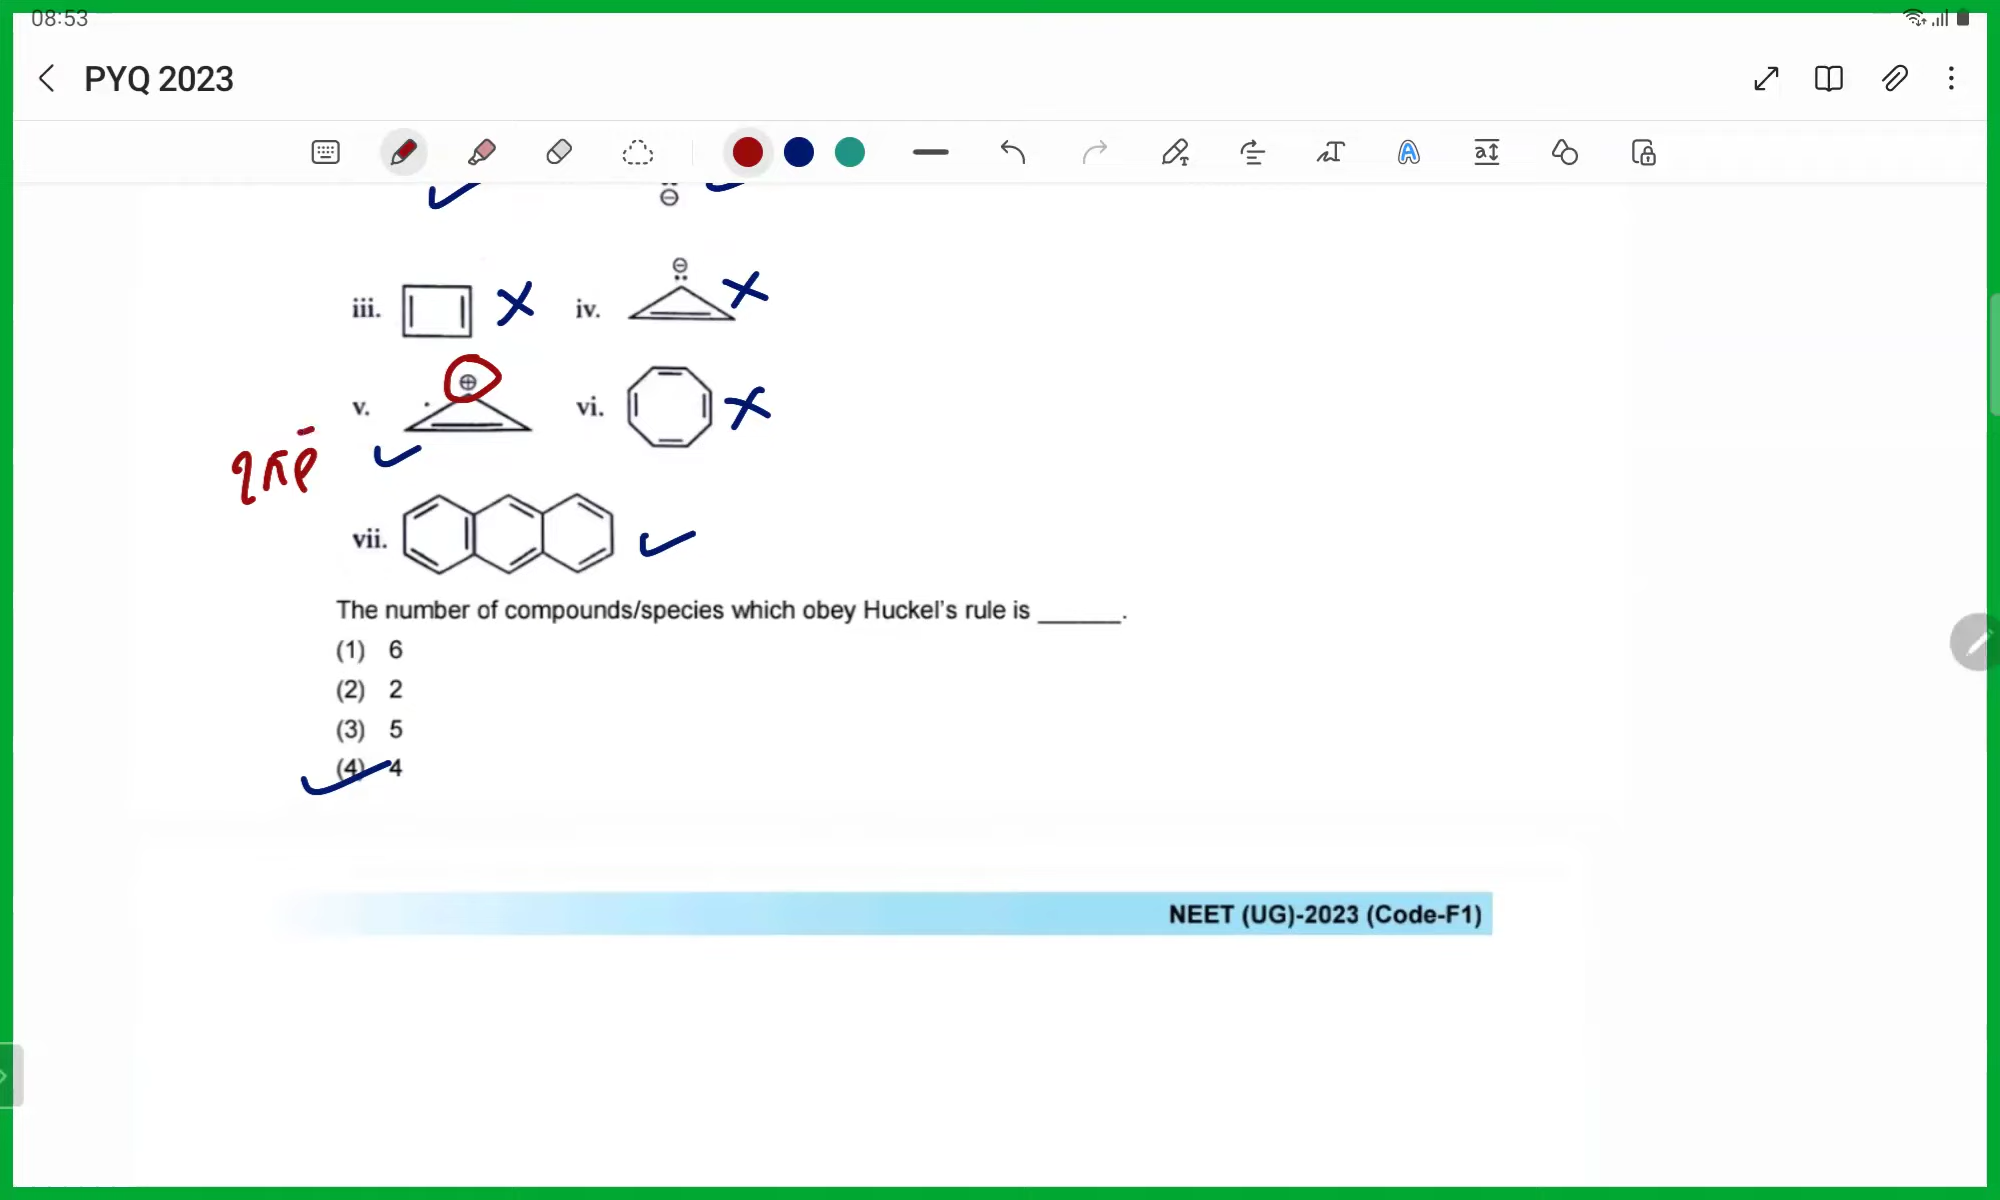 08:53
PYQ 2023
iii. iv.
v. vi.
2πē
vii.
The number of compounds/species which obey Huckel's rule is ______.
(1) 6
(2) 2
(3) 5
(4) 4
NEET (UG)-2023 (Code-F1)